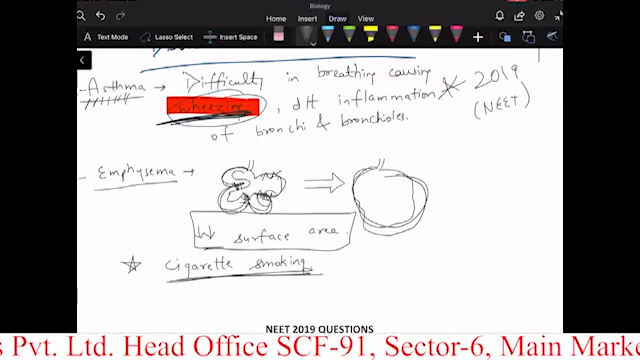 Biology
Insert
Draw
View
Text Mode
Lasso Select
Insert Space
- Asthma → Difficulty in breathing causing
wheezing, d/t inflammation 2019
of bronchi & bronchioles. (NEET)
- Emphysema →
↓ surface area.
☆ Cigarette smoking
NEET 2019 QUESTIONS
s Pvt. Ltd. Head Office SCF-91, Sector-6, Main Marke